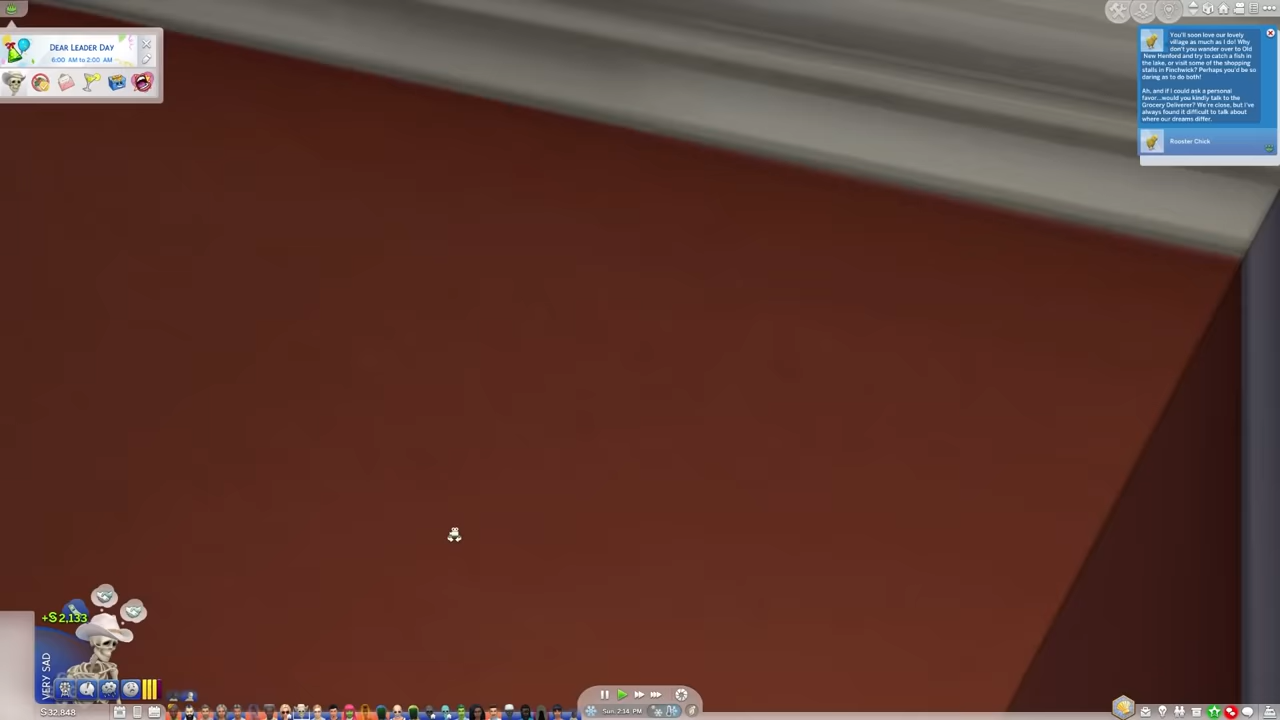 DEAR LEADER DAY
6:00 AM to 2:00 AM
You'll soon love our lovely
village as much as I do! Why
don't you wander over to Old
New Henford and try to catch a fish in
the lake, or visit some of the shopping
stalls in Finchwick? Perhaps you'd be so
daring as to do both!
Ah, and if I could ask a personal
favor...would you kindly talk to the
Grocery Deliverer? We're close, but I've
always found it difficult to talk about
where our dreams differ.
Rooster Chick
+§2,133
VERY SAD
§32,848
Sun. 2:14 PM